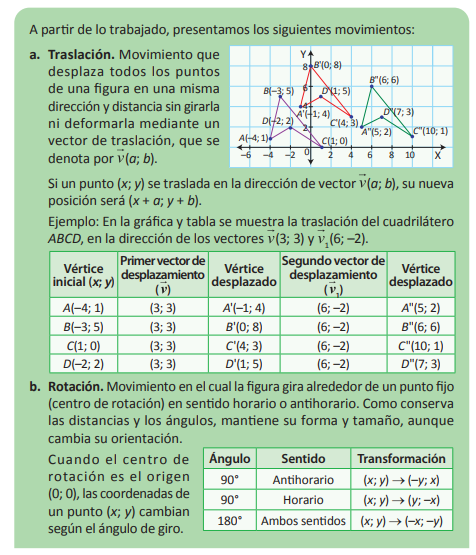 A partir de lo trabajado, presentamos los siguientes movimientos:
a. Traslación. Movimiento que
desplaza todos los puntos
de una figura en una misma
dirección y distancia sin girarla
ni deformarla mediante un
vector de traslación, que se
denota por v⃗(a; b).
Y
8
B'(0; 8)
B"(6; 6)
6
B(−3; 5)
D'(1; 5)
4
A'(−1; 4)
C'(4; 3)
D"(7; 3)
D(−2; 2)
2
A"(5; 2)
A(−4; 1)
C(1; 0)
C"(10; 1)
−6 −4 −2 0 2 4 6 8 10 X
Si un punto (x; y) se traslada en la dirección de vector v⃗(a; b), su nueva
posición será (x + a; y + b).
Ejemplo: En la gráfica y tabla se muestra la traslación del cuadrilátero
ABCD, en la dirección de los vectores v⃗(3; 3) y v⃗₁(6; −2).
Vértice inicial (x; y) Primer vector de desplazamiento (v⃗) Vértice desplazado Segundo vector de desplazamiento (v⃗₁) Vértice desplazado
A(−4; 1) (3; 3) A'(−1; 4) (6; −2) A"(5; 2)
B(−3; 5) (3; 3) B'(0; 8) (6; −2) B"(6; 6)
C(1; 0) (3; 3) C'(4; 3) (6; −2) C"(10; 1)
D(−2; 2) (3; 3) D'(1; 5) (6; −2) D"(7; 3)
b. Rotación. Movimiento en el cual la figura gira alrededor de un punto fijo
(centro de rotación) en sentido horario o antihorario. Como conserva
las distancias y los ángulos, mantiene su forma y tamaño, aunque
cambia su orientación.
Cuando el centro de
rotación es el origen
(0; 0), las coordenadas de
un punto (x; y) cambian
según el ángulo de giro.
Ángulo Sentido Transformación
90° Antihorario (x; y) → (−y; x)
90° Horario (x; y) → (y; −x)
180° Ambos sentidos (x; y) → (−x; −y)